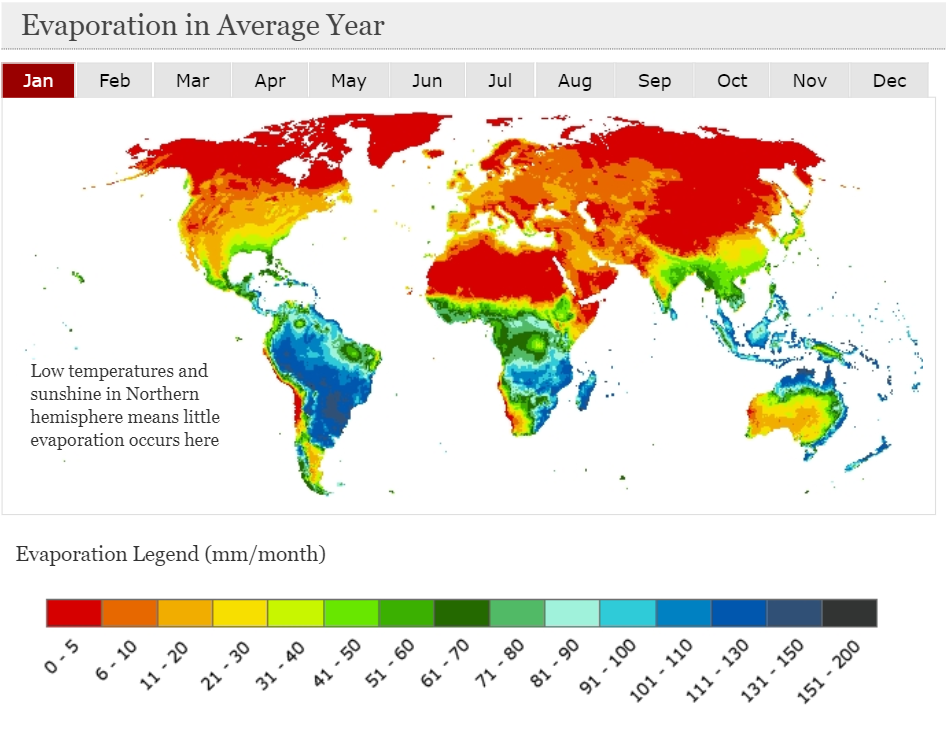 Evaporation in Average Year
Jan Feb Mar Apr May Jun Jul Aug Sep Oct Nov Dec
Low temperatures and
sunshine in Northern
hemisphere means little
evaporation occurs here
Evaporation Legend (mm/month)
0 - 5 6 - 10 11 - 20 21 - 30 31 - 40 41 - 50 51 - 60 61 - 70 71 - 80 81 - 90 91 - 100 101 - 110 111 - 130 131 - 150 151 - 200